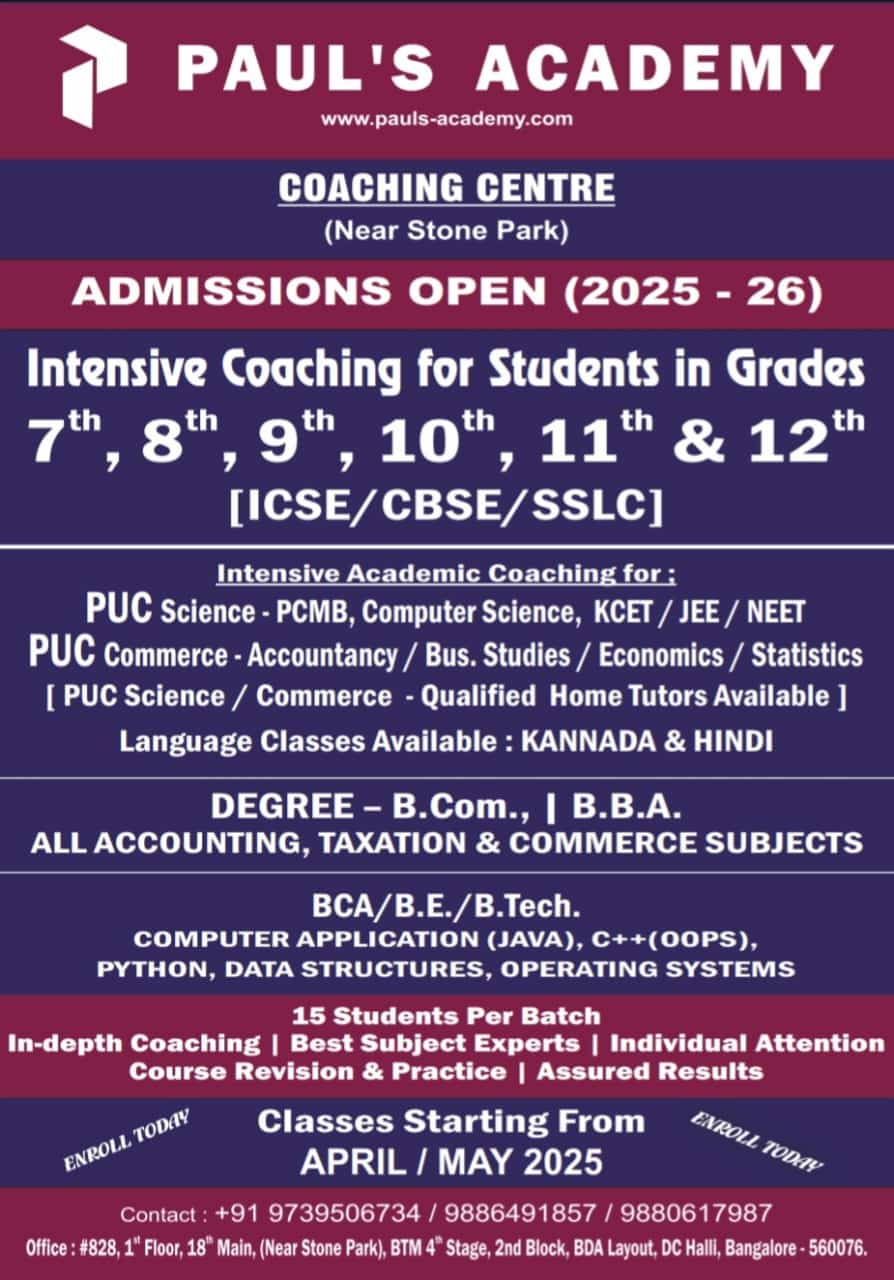 PAUL'S ACADEMY
www.pauls-academy.com
COACHING CENTRE
(Near Stone Park)
ADMISSIONS OPEN (2025 - 26)
Intensive Coaching for Students in Grades
7th, 8th, 9th, 10th, 11th & 12th
[ICSE/CBSE/SSLC]
Intensive Academic Coaching for ;
PUC Science - PCMB, Computer Science, KCET / JEE / NEET
PUC Commerce - Accountancy / Bus. Studies / Economics / Statistics
[ PUC Science / Commerce - Qualified Home Tutors Available ]
Language Classes Available : KANNADA & HINDI
DEGREE – B.Com., | B.B.A.
ALL ACCOUNTING, TAXATION & COMMERCE SUBJECTS
BCA/B.E./B.Tech.
COMPUTER APPLICATION (JAVA), C++(OOPS),
PYTHON, DATA STRUCTURES, OPERATING SYSTEMS
15 Students Per Batch
In-depth Coaching | Best Subject Experts | Individual Attention
Course Revision & Practice | Assured Results
ENROLL TODAY
Classes Starting From
APRIL / MAY 2025
ENROLL TODAY
Contact : +91 9739506734 / 9886491857 / 9880617987
Office : #828, 1st Floor, 18th Main, (Near Stone Park), BTM 4th Stage, 2nd Block, BDA Layout, DC Halli, Bangalore - 560076.